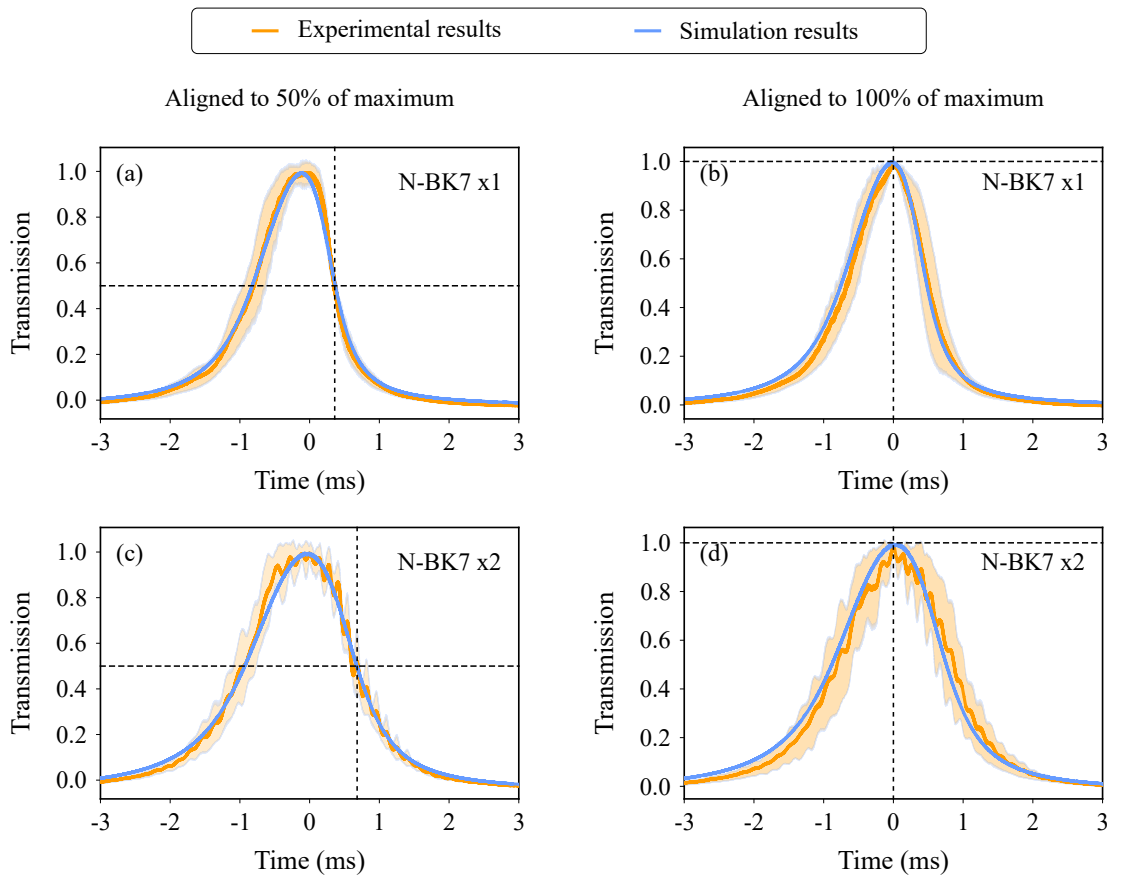 Experimental results
Simulation results
Aligned to 50% of maximum
Aligned to 100% of maximum
(a)
N-BK7 x1
Transmission
1.0
0.8
0.6
0.4
0.2
0.0
-3 -2 -1 0 1 2 3
Time (ms)
(b)
N-BK7 x1
Transmission
1.0
0.8
0.6
0.4
0.2
0.0
-3 -2 -1 0 1 2 3
Time (ms)
(c)
N-BK7 x2
Transmission
1.0
0.8
0.6
0.4
0.2
0.0
-3 -2 -1 0 1 2 3
Time (ms)
(d)
N-BK7 x2
Transmission
1.0
0.8
0.6
0.4
0.2
0.0
-3 -2 -1 0 1 2 3
Time (ms)